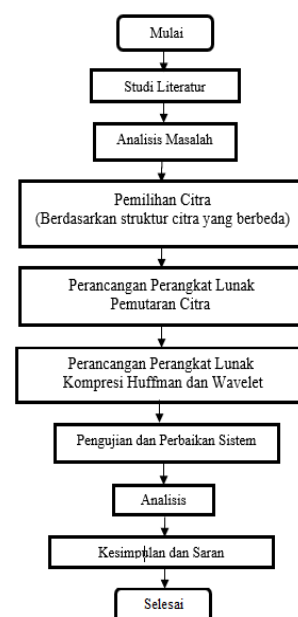 Mulai
Studi Literatur
Analisis Masalah
Pemilihan Citra
(Berdasarkan struktur citra yang berbeda)
Perancangan Perangkat Lunak
Pemutaran Citra
Perancangan Perangkat Lunak
Kompresi Huffman dan Wavelet
Pengujian dan Perbaikan Sistem
Analisis
Kesimpulan dan Saran
Selesai